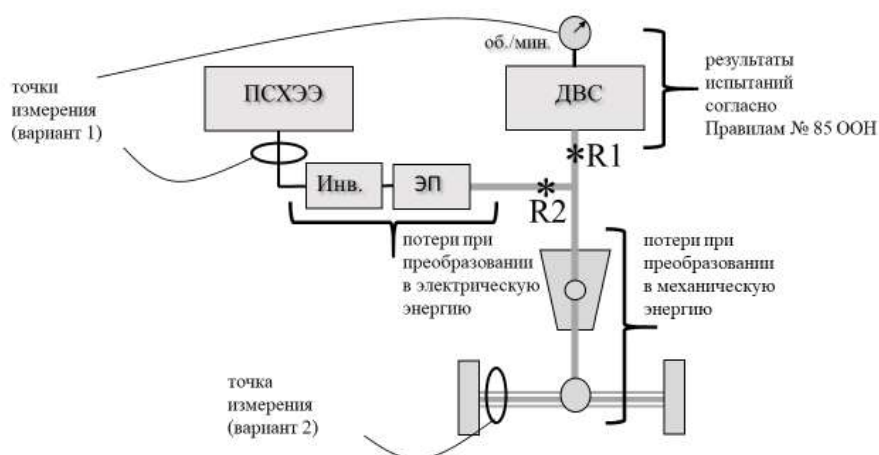 об./мин.
результаты
испытаний
согласно
Правилам № 85 ООН
точки
измерения
(вариант 1)
ПСХЭЭ
ДВС
R1
Инв.
ЭП
R2
потери при
преобразовании
в электрическую
энергию
потери при
преобразовании
в механическую
энергию
точка
измерения
(вариант 2)